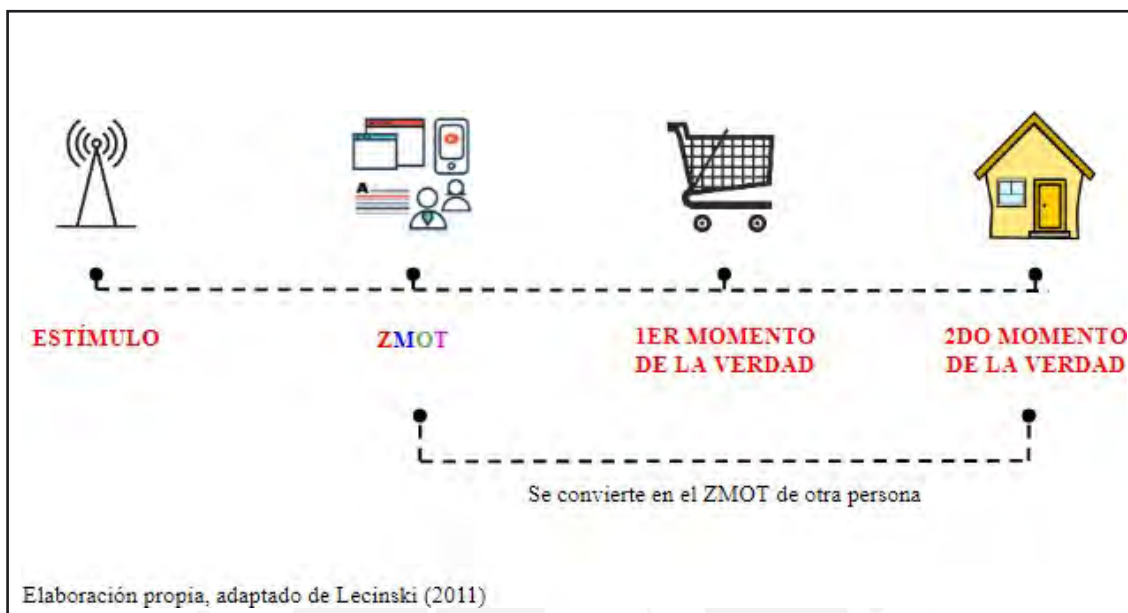 ESTÍMULO
ZMOT
1ER MOMENTO
DE LA VERDAD
2DO MOMENTO
DE LA VERDAD
Se convierte en el ZMOT de otra persona
Elaboración propia, adaptado de Lecinski (2011)